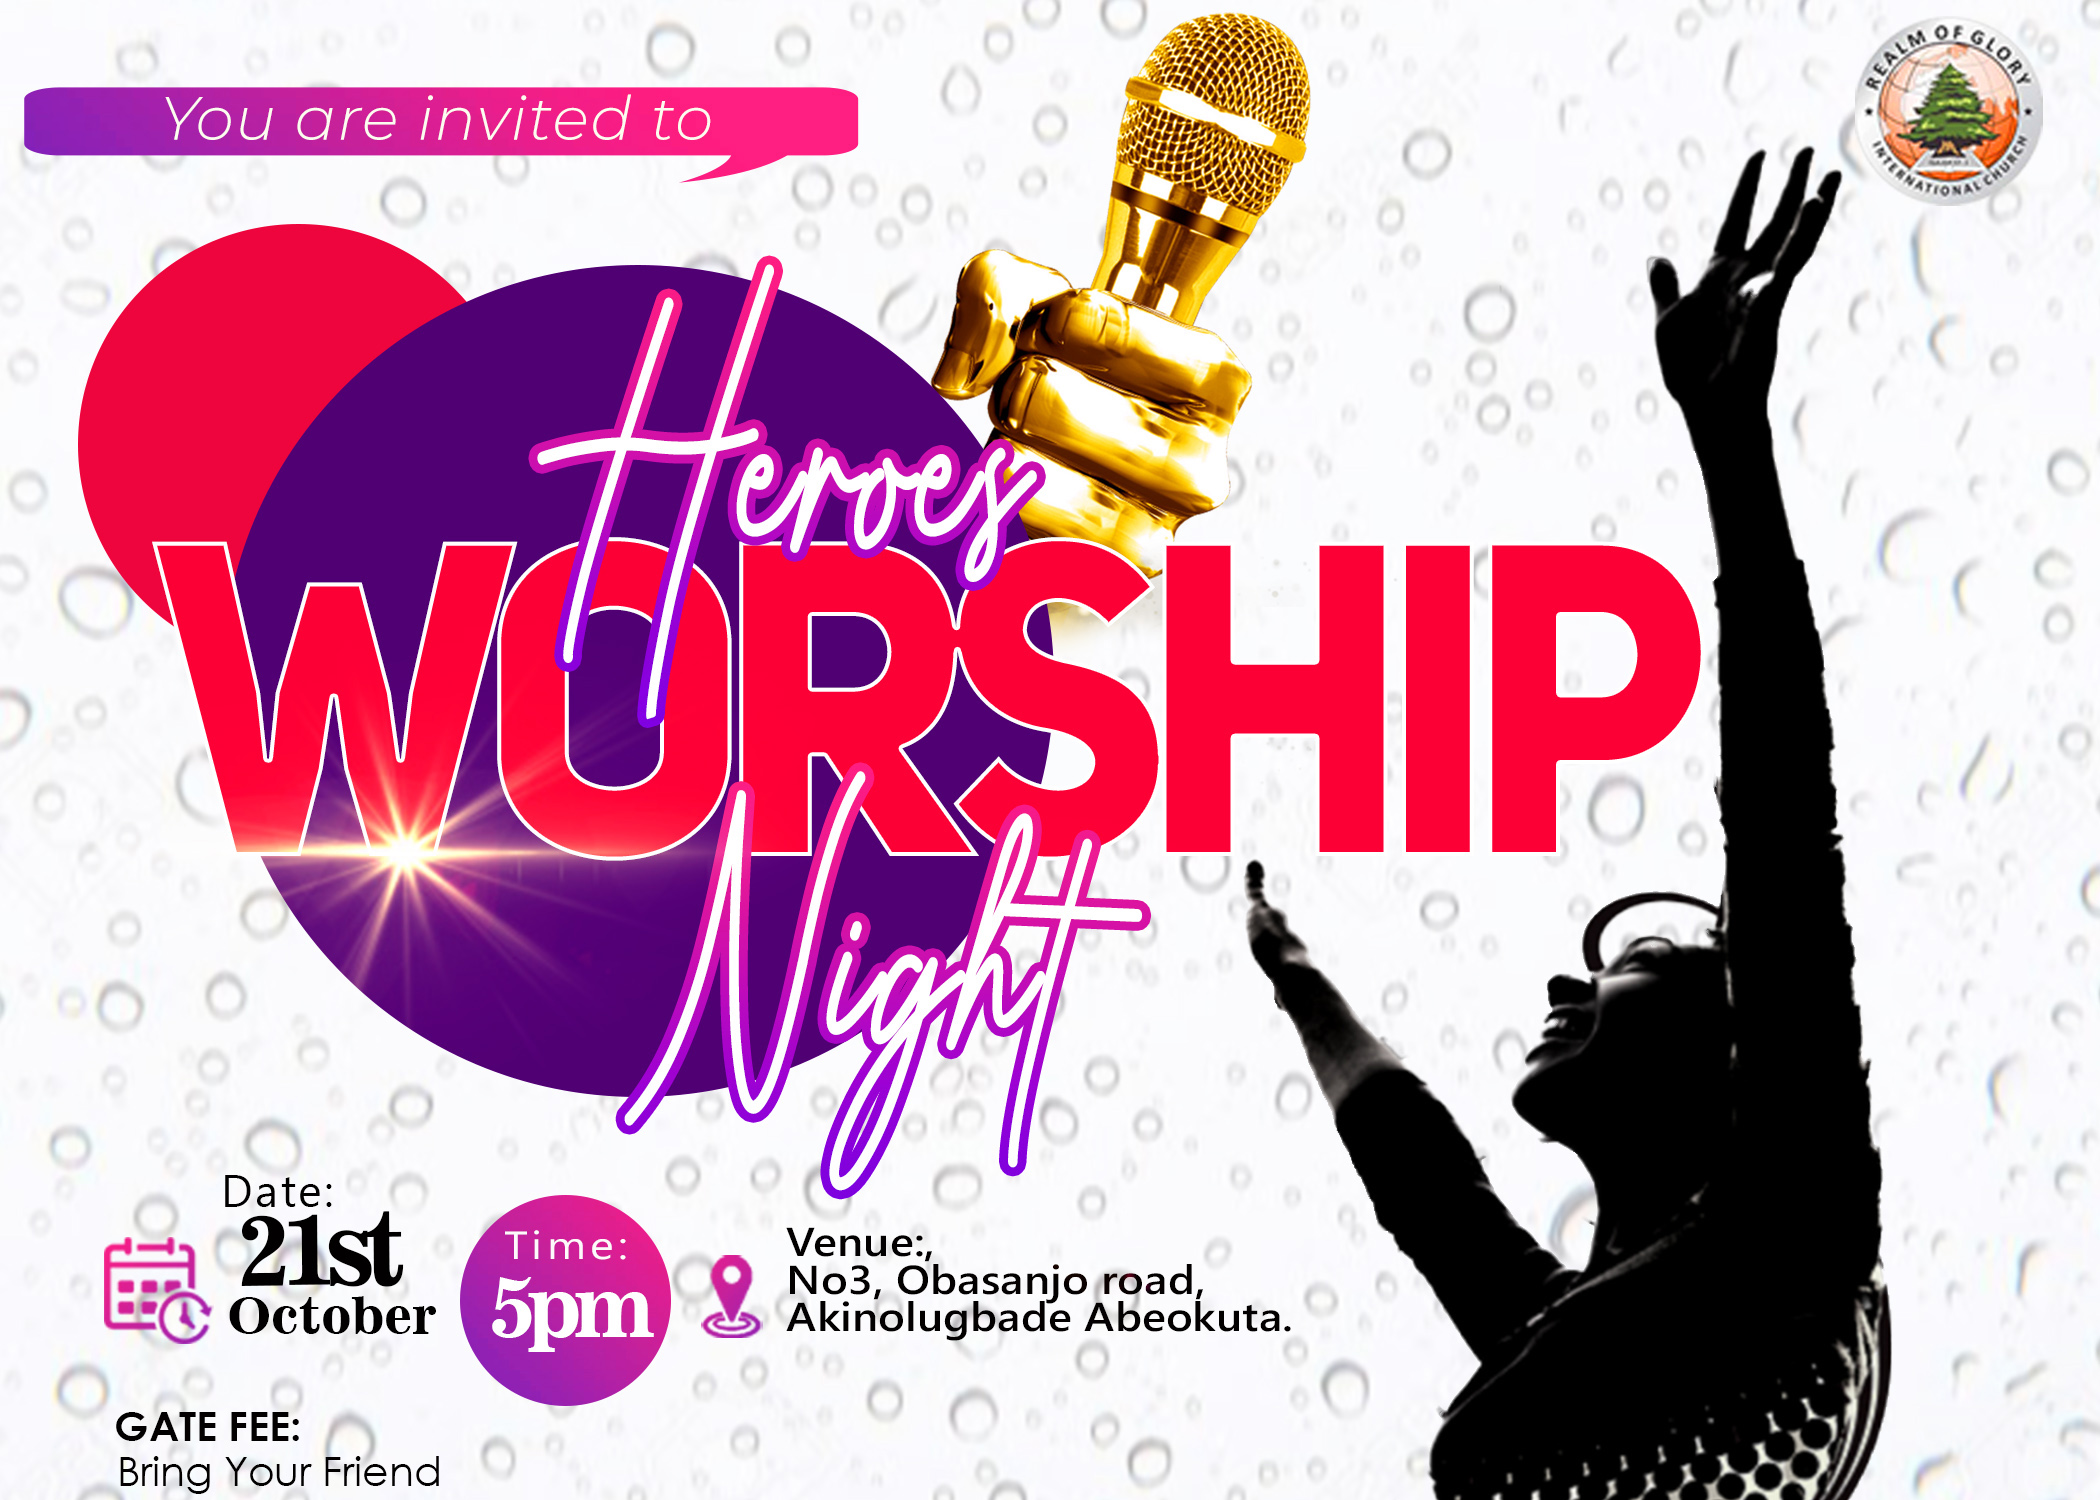 You are invited to
REALM OF GLORY
INTERNATIONAL CHURCH
Heroes
WORSHIP
Night
Date:
21st
October
Time:
5pm
Venue:,
No3, Obasanjo road,
Akinolugbade Abeokuta.
GATE FEE:
Bring Your Friend